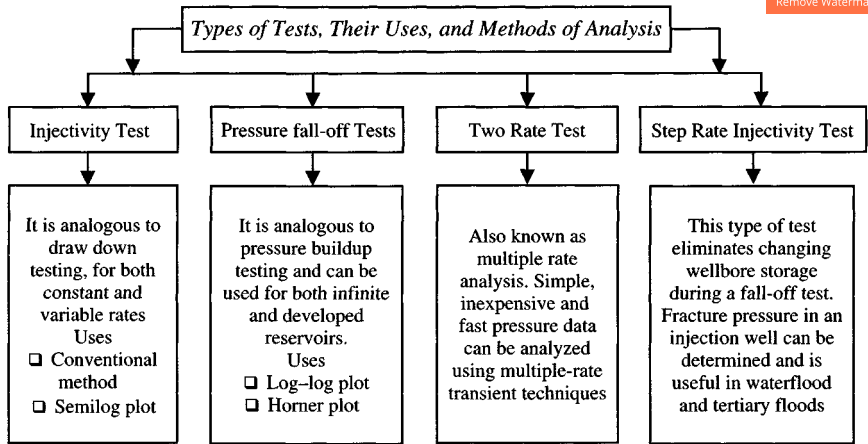 Remove Waterma
Types of Tests, Their Uses, and Methods of Analysis
Injectivity Test
Pressure fall-off Tests
Two Rate Test
Step Rate Injectivity Test
It is analogous to
draw down
testing, for both
constant and
variable rates
Uses
❑ Conventional
method
❑ Semilog plot
It is analogous to
pressure buildup
testing and can be
used for both infinite
and developed
reservoirs.
Uses
❑ Log–log plot
❑ Horner plot
Also known as
multiple rate
analysis. Simple,
inexpensive and
fast pressure data
can be analyzed
using multiple-rate
transient techniques
This type of test
eliminates changing
wellbore storage
during a fall-off test.
Fracture pressure in an
injection well can be
determined and is
useful in waterflood
and tertiary floods